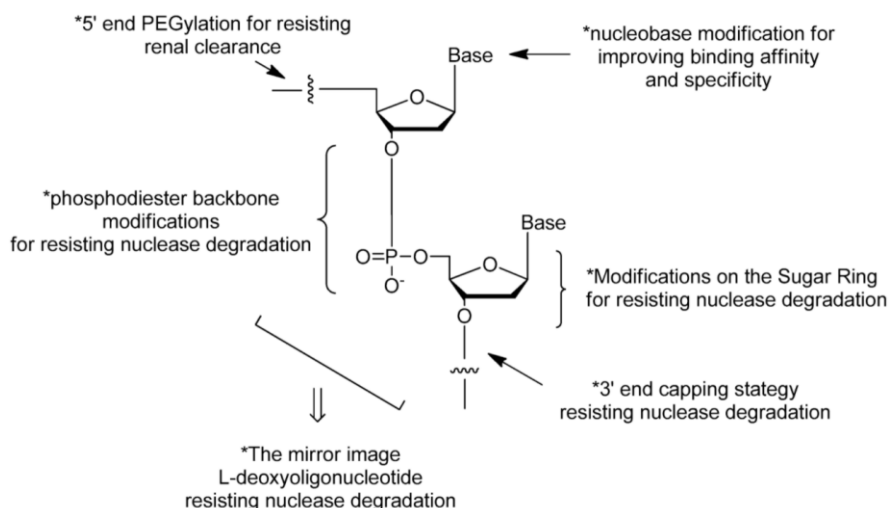 *5' end PEGylation for resisting
renal clearance
Base
*nucleobase modification for
improving binding affinity
and specificity
O
O
*phosphodiester backbone
modifications
for resisting nuclease degradation
Base
O=P-O
O
O-
*Modifications on the Sugar Ring
for resisting nuclease degradation
O
*3' end capping stategy
resisting nuclease degradation
*The mirror image
L-deoxyoligonucleotide
resisting nuclease degradation